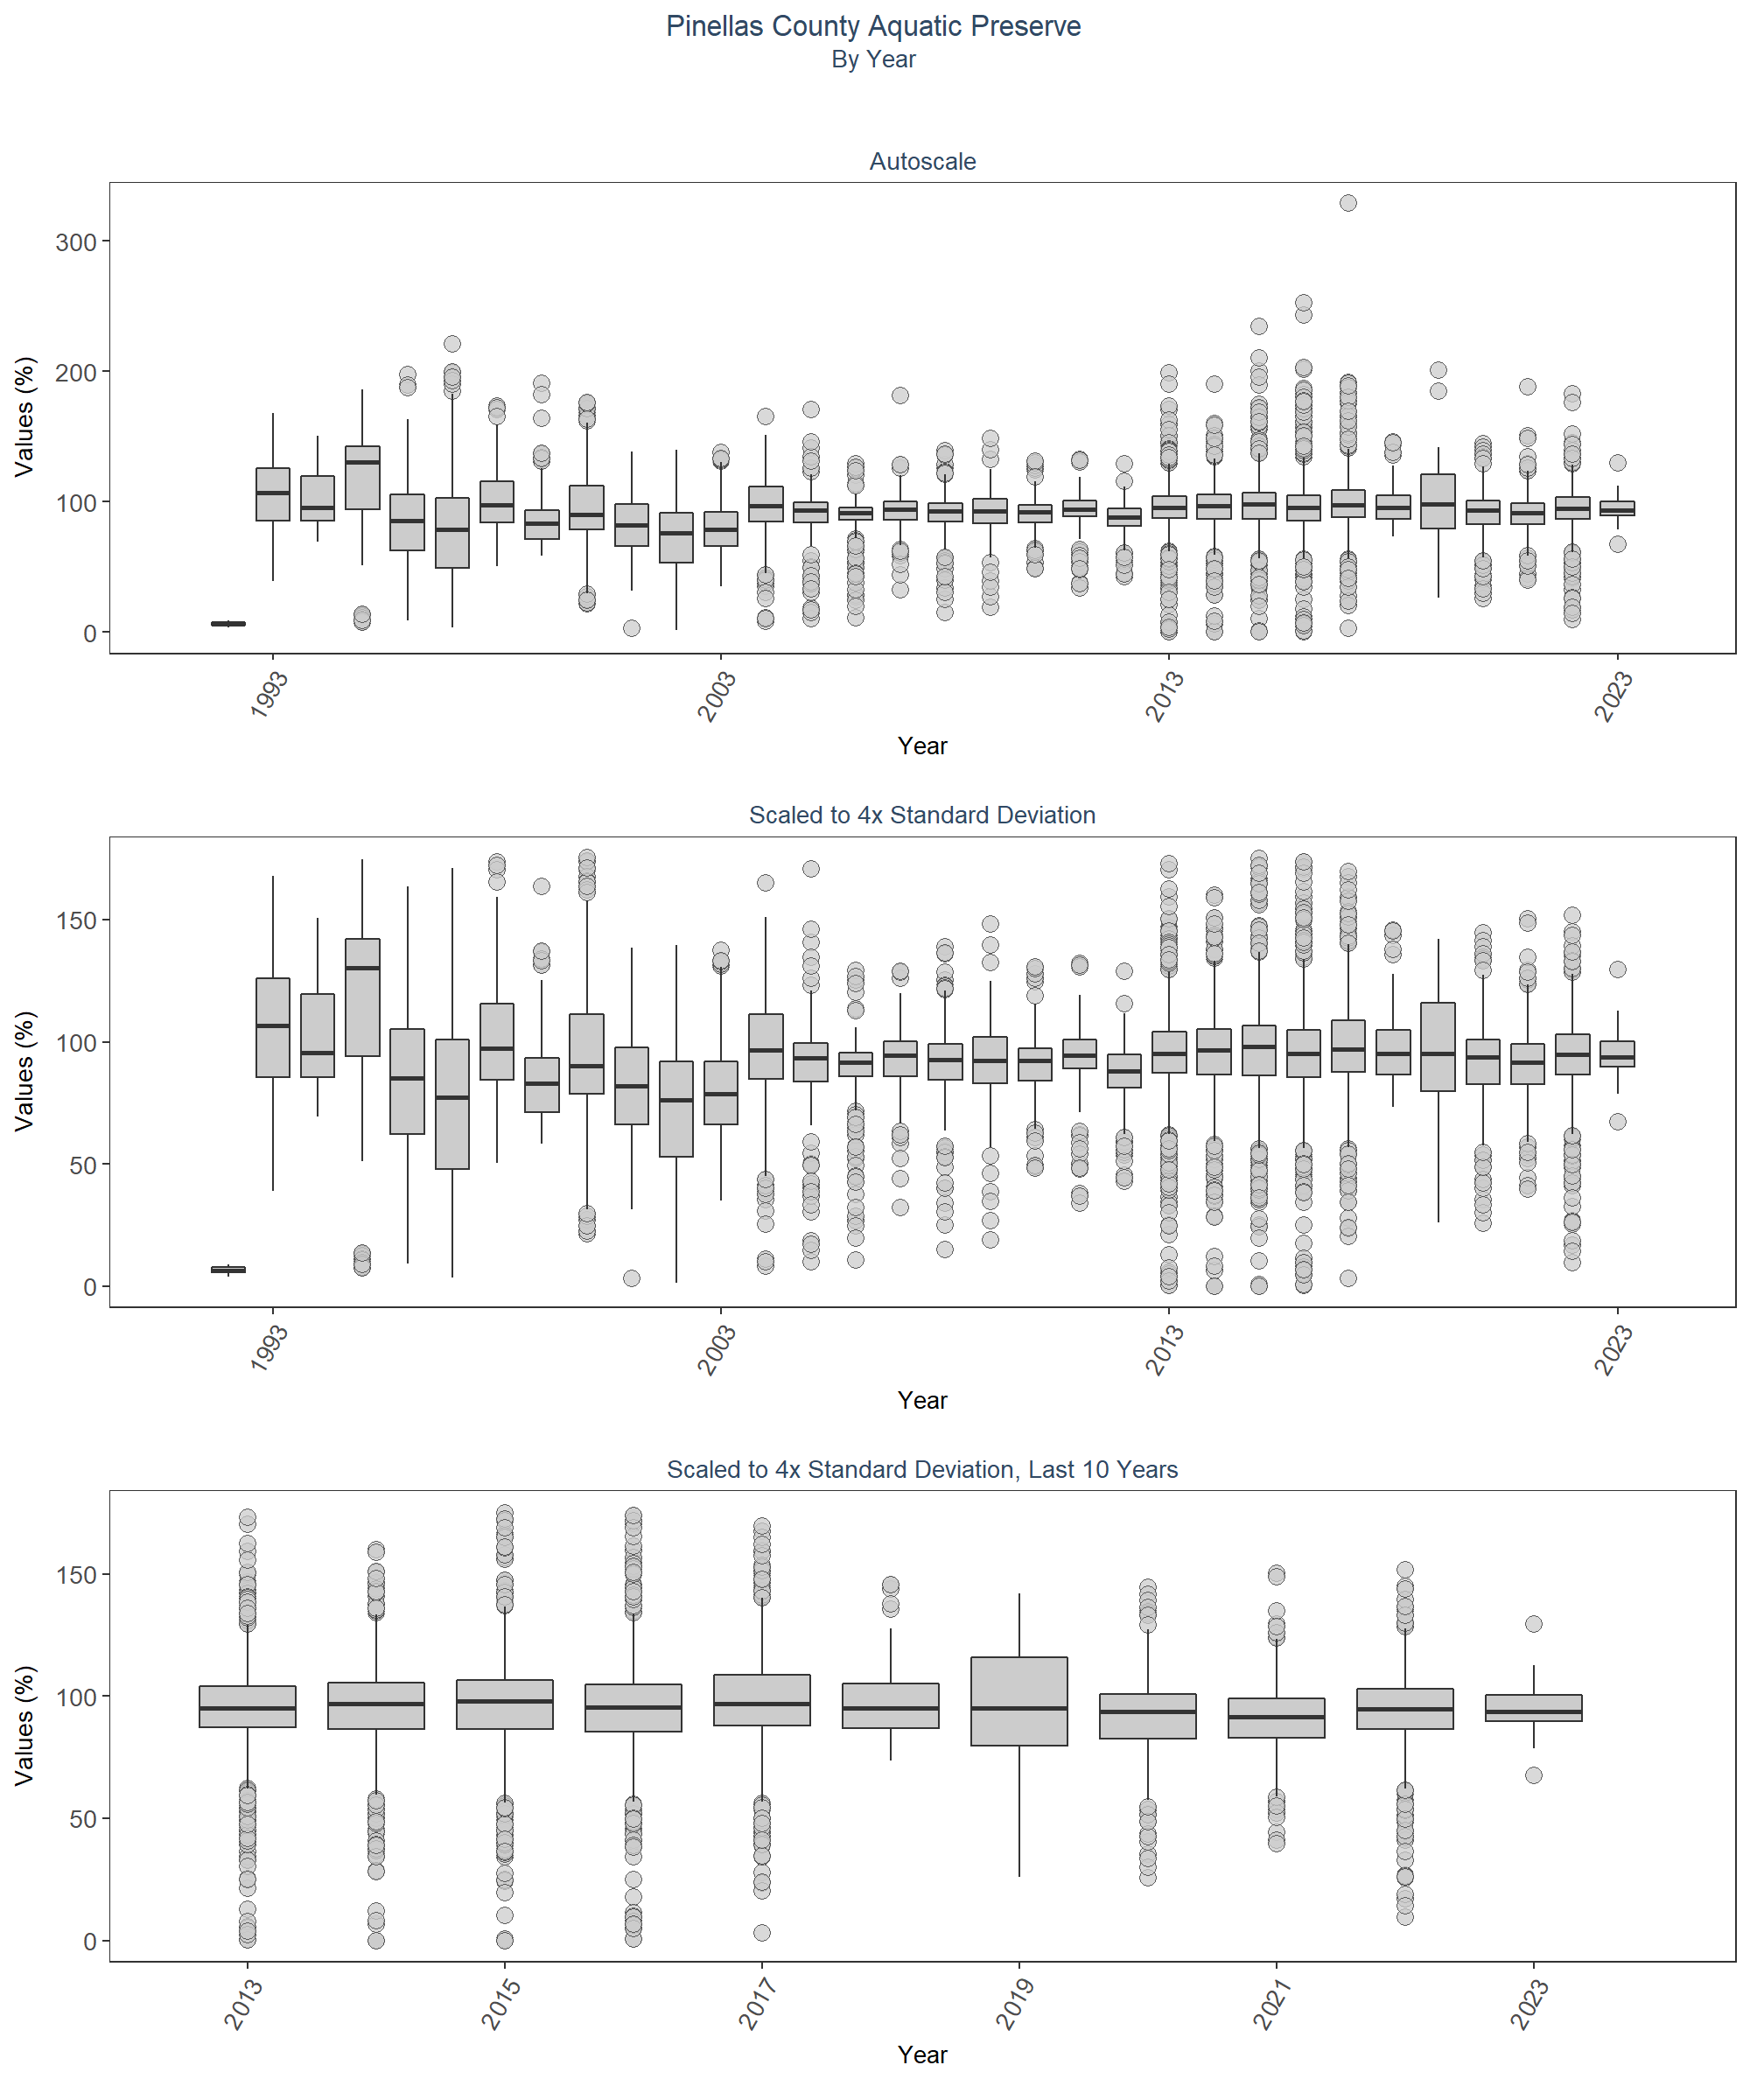 Pinellas County Aquatic Preserve
By Year
Autoscale
Values (%)
300
200
100
0
1993
2003
2013
2023
Year
Scaled to 4x Standard Deviation
Values (%)
150
100
50
0
1993
2003
2013
2023
Year
Scaled to 4x Standard Deviation, Last 10 Years
Values (%)
150
100
50
0
2013
2015
2017
2019
2021
2023
Year